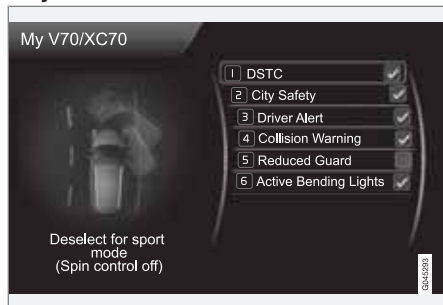 My V70/XC70
1 DSTC
2 City Safety
3 Driver Alert
4 Collision Warning
5 Reduced Guard
6 Active Bending Lights
Deselect for sport
mode
(Spin control off)
G045293